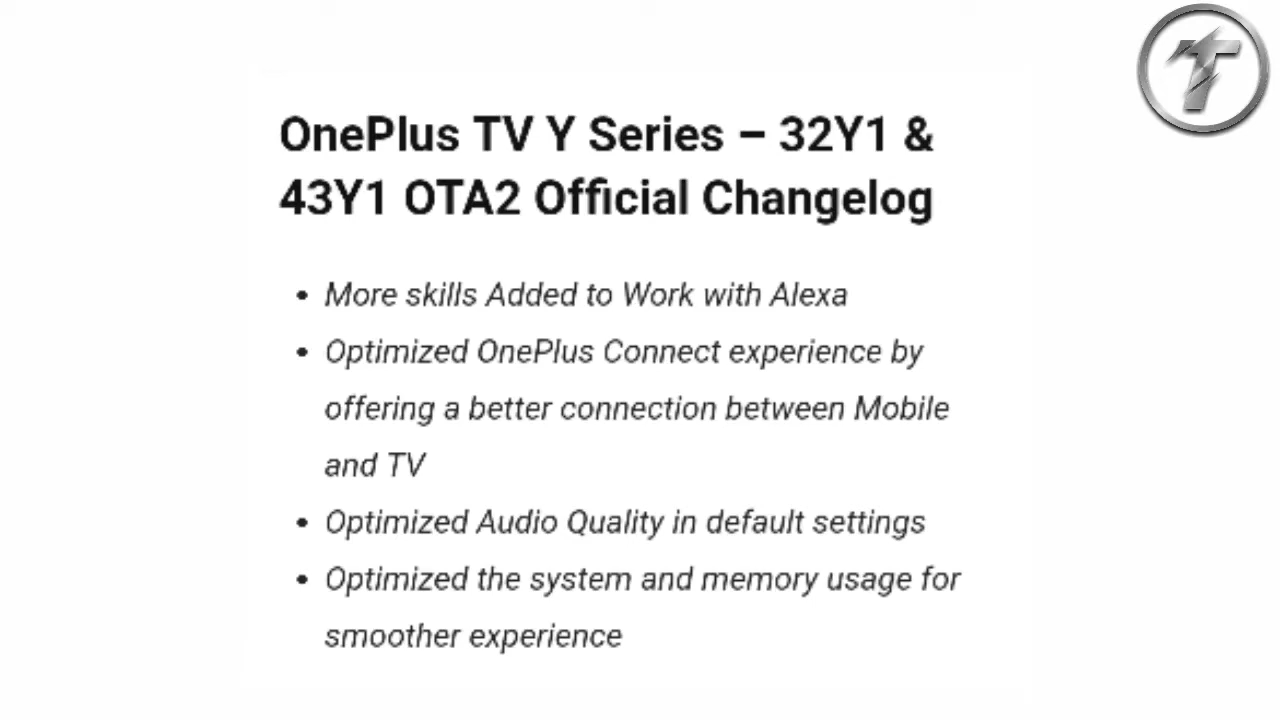 OnePlus TV Y Series – 32Y1 &
43Y1 OTA2 Official Changelog
• More skills Added to Work with Alexa
• Optimized OnePlus Connect experience by
offering a better connection between Mobile
and TV
• Optimized Audio Quality in default settings
• Optimized the system and memory usage for
smoother experience
T